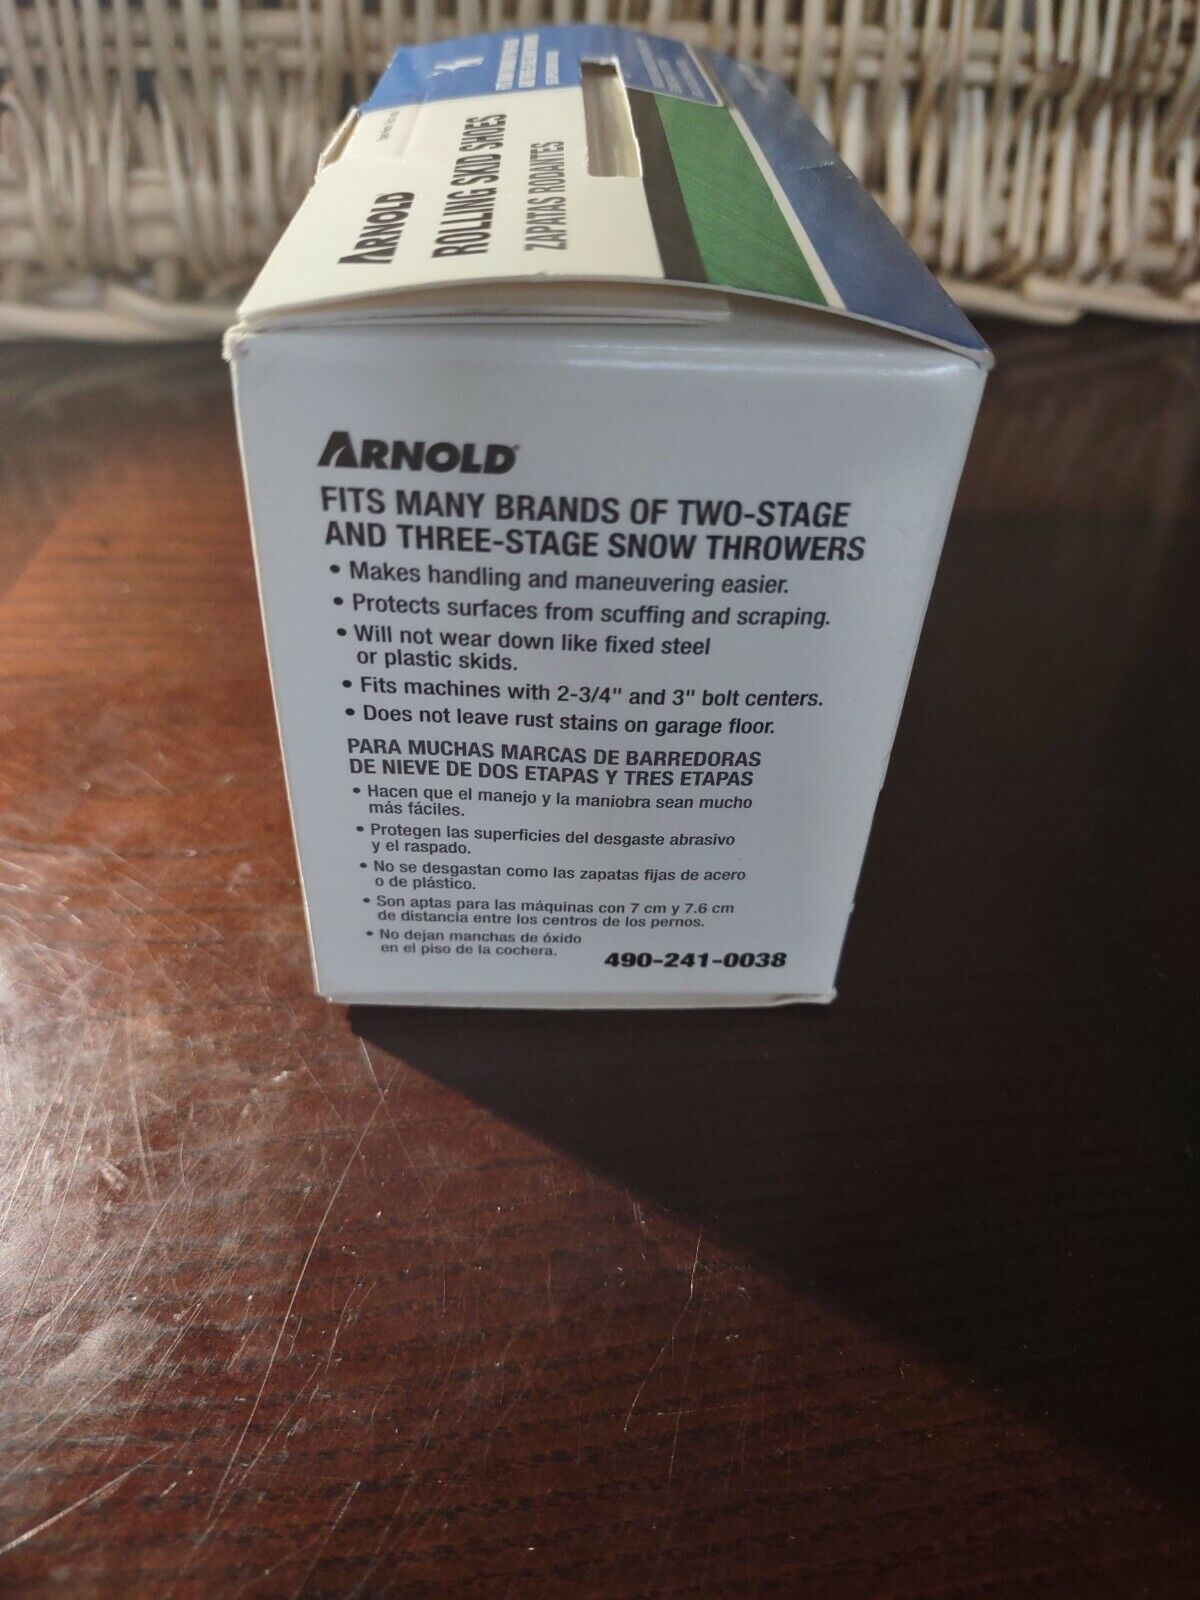 ARNOLD
ROLLING SKID SHOES
ZAPATAS RODANTES
ARNOLD
FITS MANY BRANDS OF TWO-STAGE
AND THREE-STAGE SNOW THROWERS
• Makes handling and maneuvering easier.
• Protects surfaces from scuffing and scraping.
• Will not wear down like fixed steel
or plastic skids.
• Fits machines with 2-3/4" and 3" bolt centers.
• Does not leave rust stains on garage floor.
PARA MUCHAS MARCAS DE BARREDORAS
DE NIEVE DE DOS ETAPAS Y TRES ETAPAS
• Hacen que el manejo y la maniobra sean mucho
más fáciles.
• Protegen las superficies del desgaste abrasivo
y el raspado.
• No se desgastan como las zapatas fijas de acero
o de plástico.
• Son aptas para las máquinas con 7 cm y 7.6 cm
de distancia entre los centros de los pernos.
• No dejan manchas de óxido
en el piso de la cochera.
490-241-0038